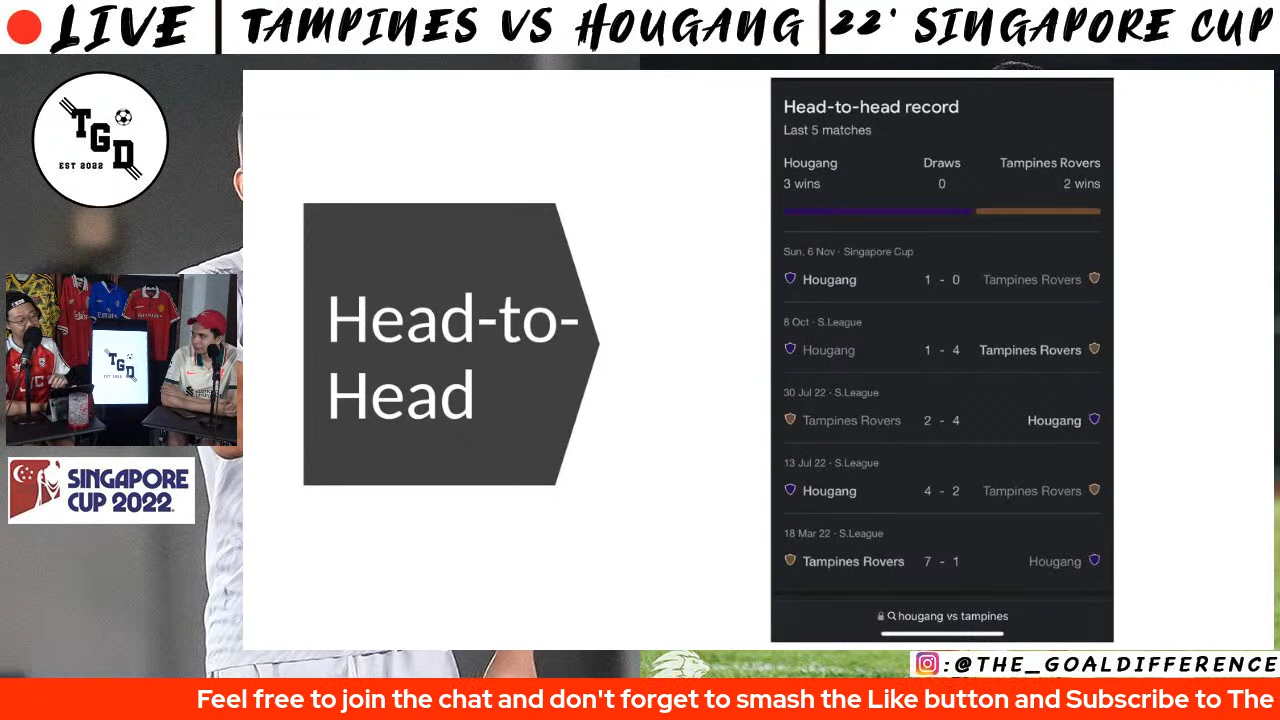 LIVE
TAMPINES VS HOUGANG
22' SINGAPORE CUP
TGD
EST 2022
Head-to-
Head
Head-to-head record
Last 5 matches
Hougang Draws Tampines Rovers
3 wins 0 2 wins
Sun, 6 Nov · Singapore Cup
Hougang 1 - 0 Tampines Rovers
8 Oct · S.League
Hougang 1 - 4 Tampines Rovers
30 Jul 22 · S.League
Tampines Rovers 2 - 4 Hougang
13 Jul 22 · S.League
Hougang 4 - 2 Tampines Rovers
18 Mar 22 · S.League
Tampines Rovers 7 - 1 Hougang
hougang vs tampines
TGD
SHARP
SINGAPORE
CUP 2022
:@THE_GOALDIFFERENCE
Feel free to join the chat and don't forget to smash the Like button and Subscribe to The